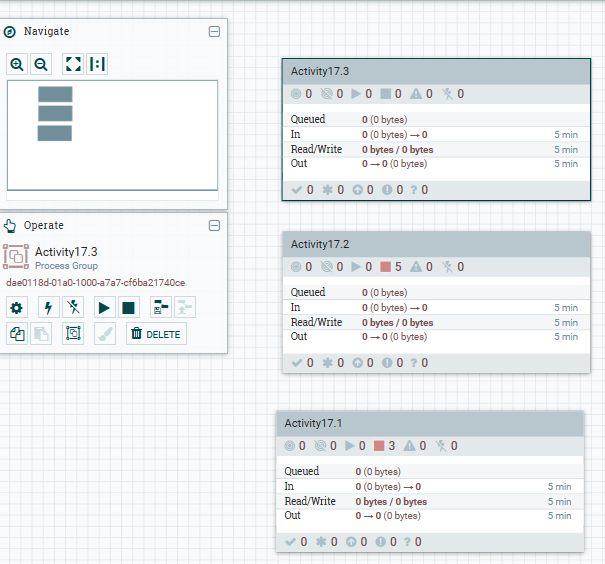 Navigate
Operate
Activity17.3
Process Group
dae0118d-01a0-1000-a7a7-cf6ba21740ce
DELETE
Activity17.3
0 0 0 0 0 0
Queued 0 (0 bytes)
In 0 (0 bytes) → 0 5 min
Read/Write 0 bytes / 0 bytes 5 min
Out 0 → 0 (0 bytes) 5 min
0 0 0 0 ? 0
Activity17.2
0 0 0 5 0 0
Queued 0 (0 bytes)
In 0 (0 bytes) → 0 5 min
Read/Write 0 bytes / 0 bytes 5 min
Out 0 → 0 (0 bytes) 5 min
0 0 0 0 ? 0
Activity17.1
0 0 0 3 0 0
Queued 0 (0 bytes)
In 0 (0 bytes) → 0 5 min
Read/Write 0 bytes / 0 bytes 5 min
Out 0 → 0 (0 bytes) 5 min
0 0 0 0 ? 0